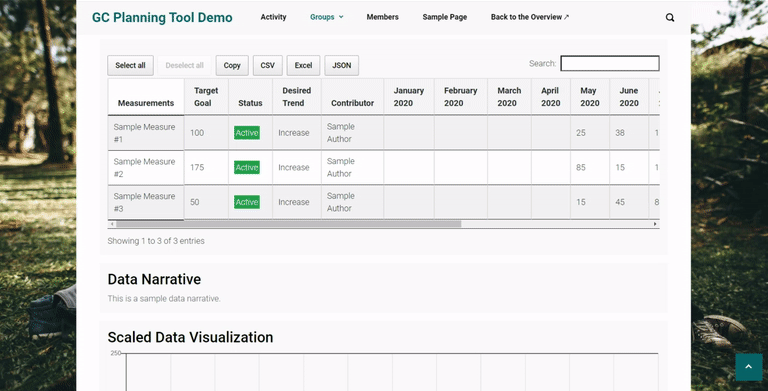 GC Planning Tool Demo Activity Groups Members Sample Page Back to the Overview ↗
Select all Deselect all Copy CSV Excel JSON Search:
Measurements Target Goal Status Desired Trend Contributor January 2020 February 2020 March 2020 April 2020 May 2020 June 2020
Sample Measure #1 100 Active Increase Sample Author 25 38 1
Sample Measure #2 175 Active Increase Sample Author 85 15 1
Sample Measure #3 50 Active Increase Sample Author 15 45 8
Showing 1 to 3 of 3 entries
Data Narrative
This is a sample data narrative.
Scaled Data Visualization
250